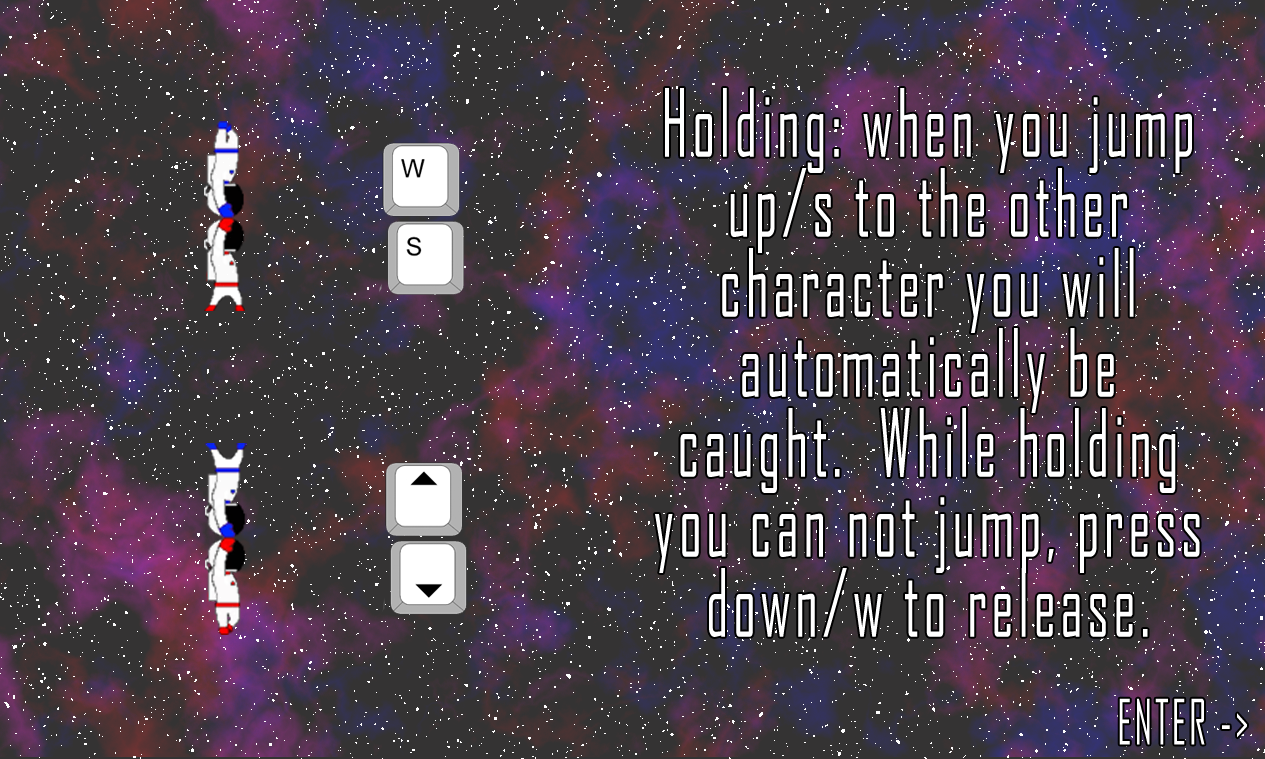 W
S
Holding: when you jump
up/s to the other
character you will
automatically be
caught.  While holding
you can not jump, press
down/w to release.
ENTER ->